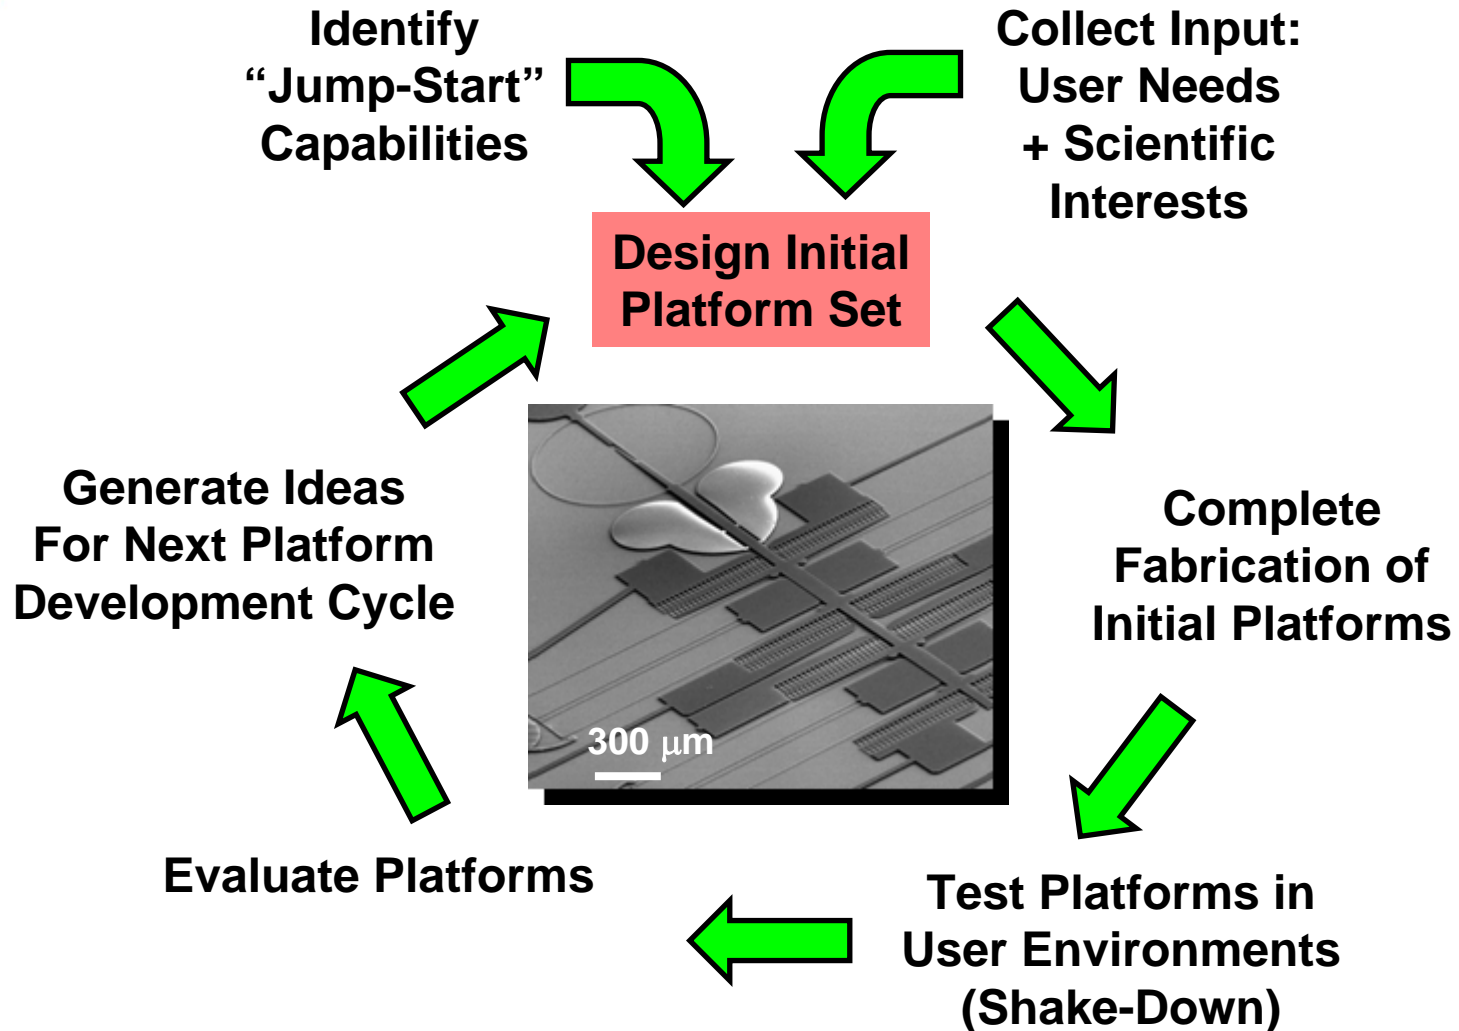 Identify
“Jump-Start”
Capabilities
Collect Input:
User Needs
+ Scientific
Interests
Design Initial
Platform Set
Complete
Fabrication of
Initial Platforms
Test Platforms in
User Environments
(Shake-Down)
Evaluate Platforms
Generate Ideas
For Next Platform
Development Cycle
300 μm